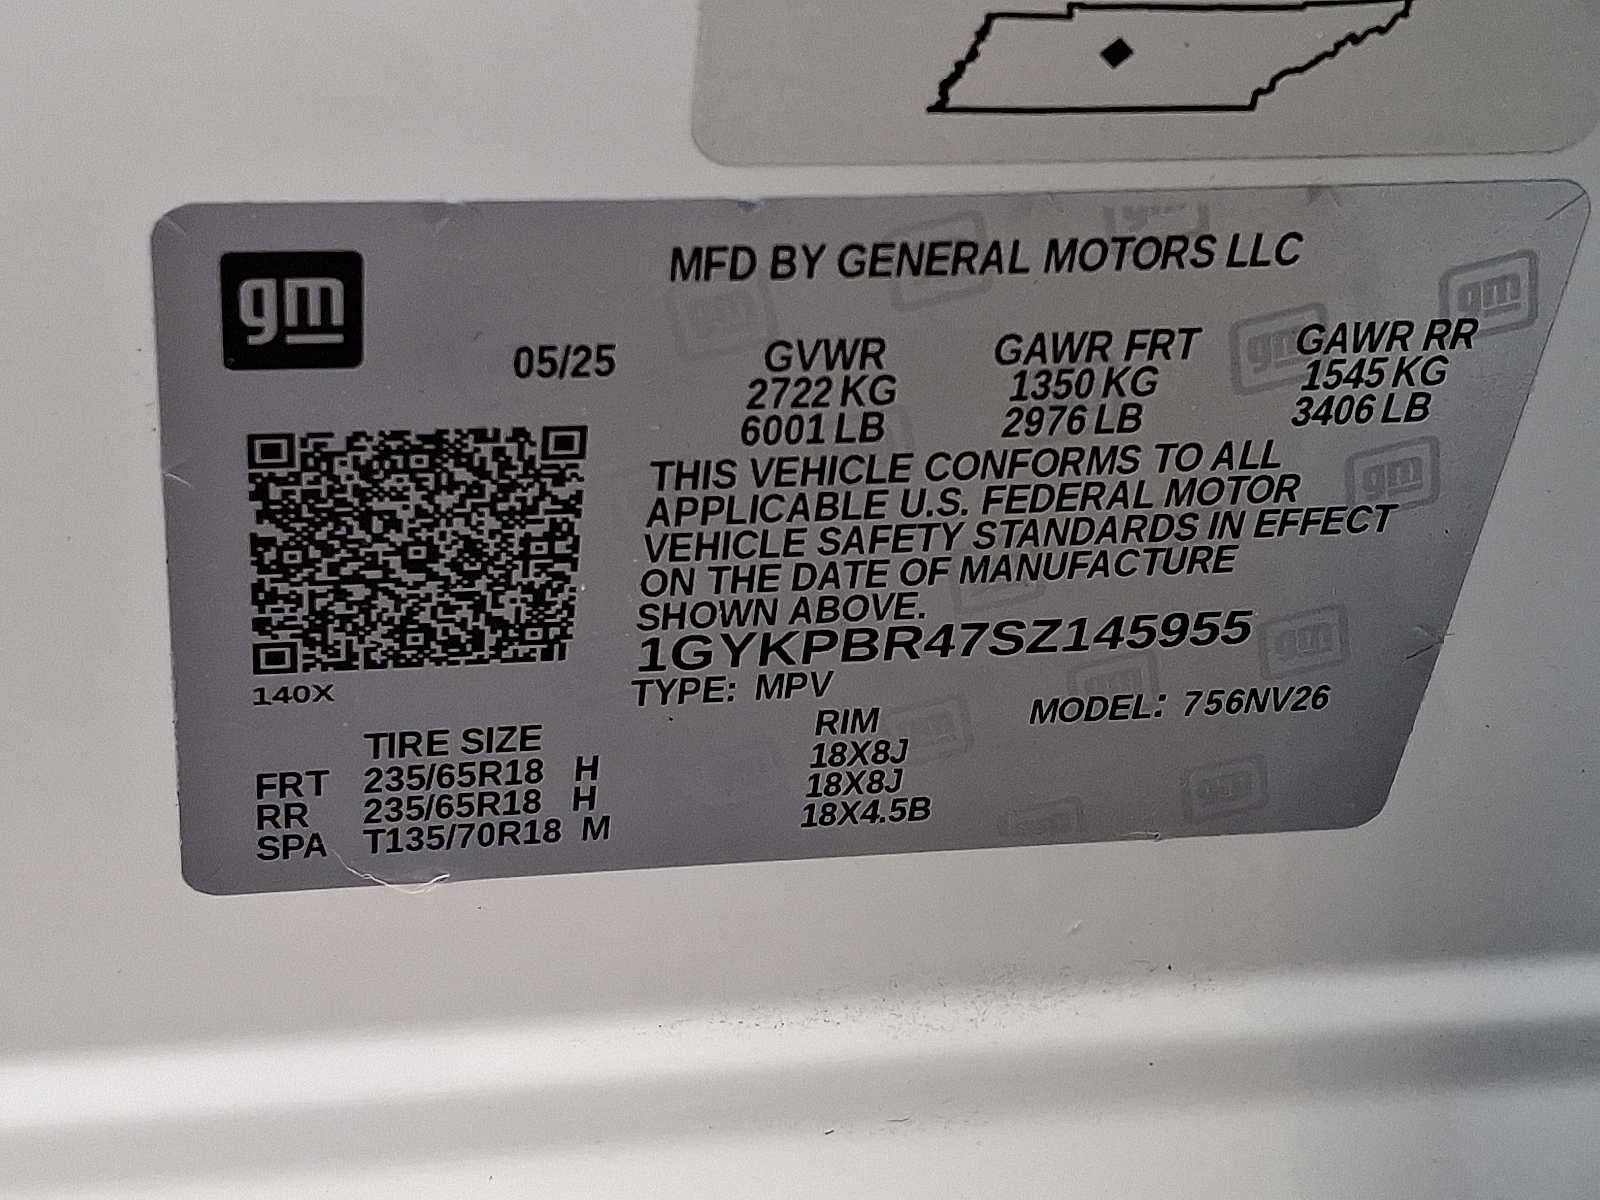 gm
MFD BY GENERAL MOTORS LLC
05/25
GVWR GAWR FRT GAWR RR
2722 KG 1350 KG 1545 KG
6001 LB 2976 LB 3406 LB
THIS VEHICLE CONFORMS TO ALL
APPLICABLE U.S. FEDERAL MOTOR
VEHICLE SAFETY STANDARDS IN EFFECT
ON THE DATE OF MANUFACTURE
SHOWN ABOVE.
1GYKPBR47SZ145955
140X
TYPE: MPV MODEL: 756NV26
TIRE SIZE RIM
FRT 235/65R18 H 18X8J
RR 235/65R18 H 18X8J
SPA T135/70R18 M 18X4.5B